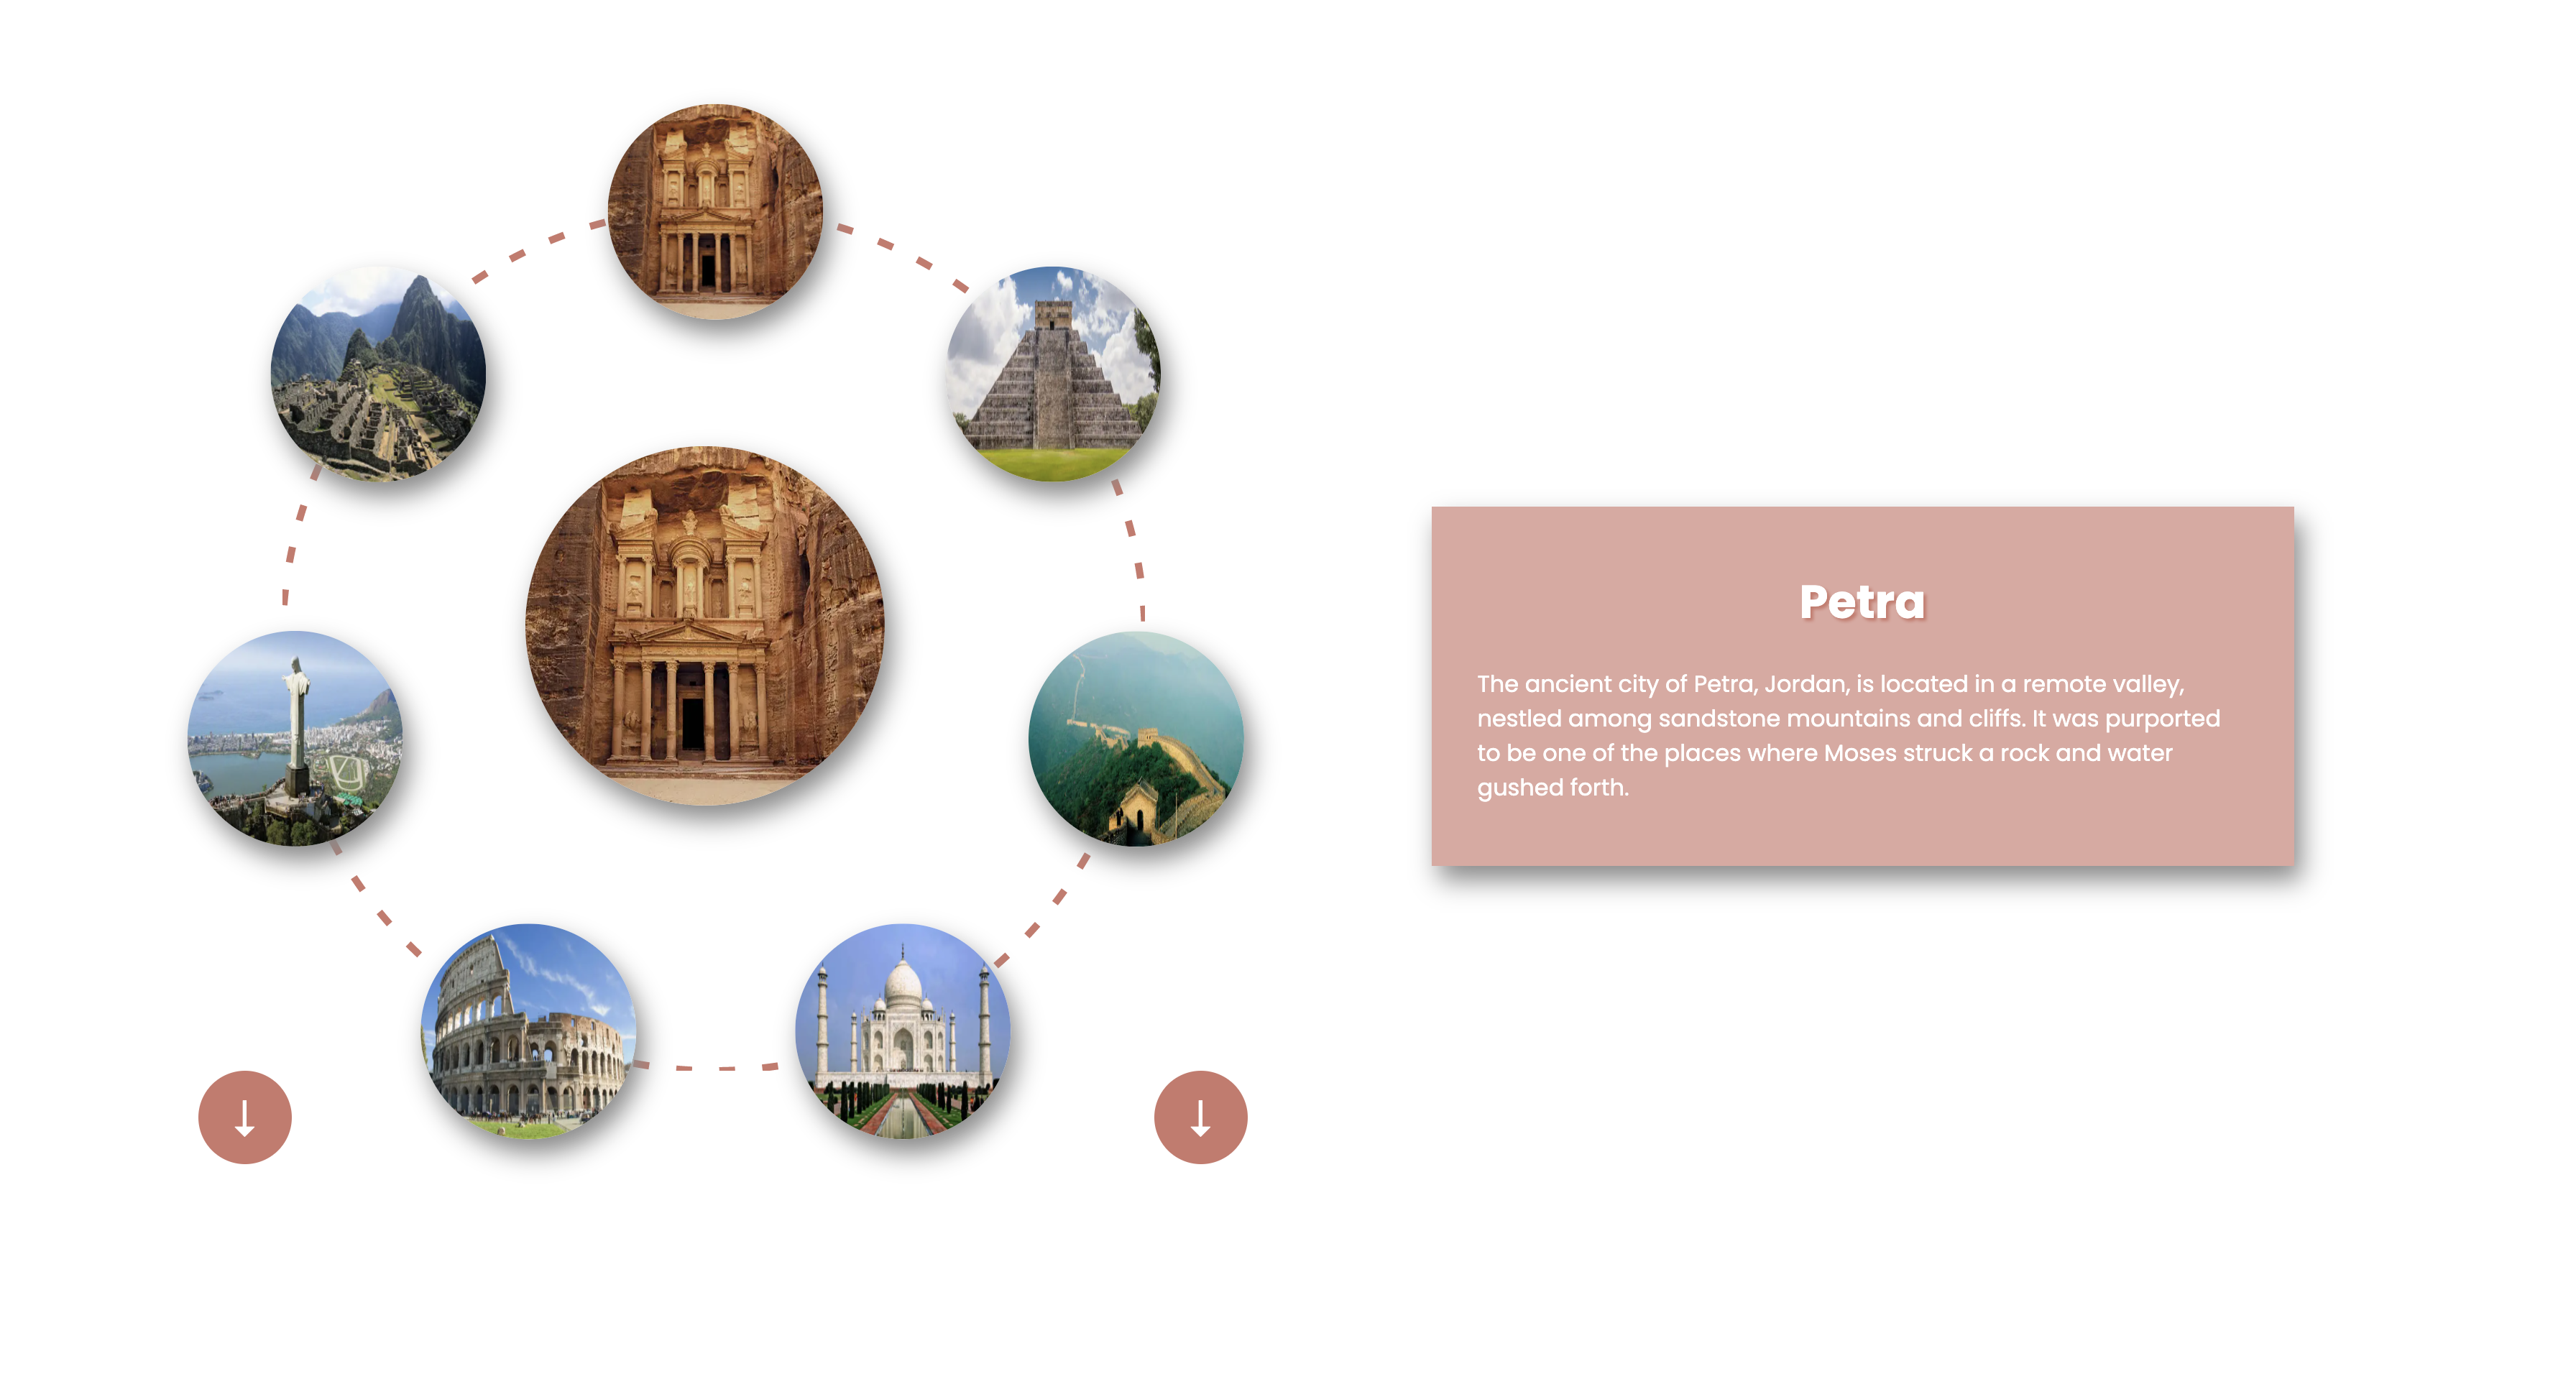 Petra
The ancient city of Petra, Jordan, is located in a remote valley,
nestled among sandstone mountains and cliffs. It was purported
to be one of the places where Moses struck a rock and water
gushed forth.